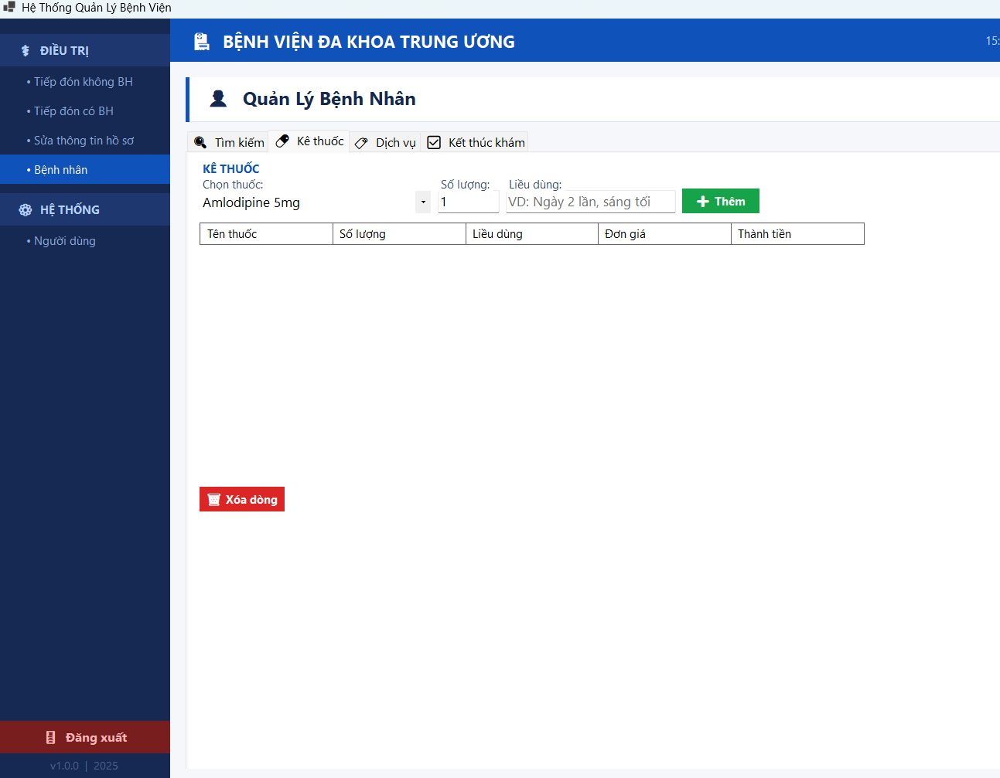 Hệ Thống Quản Lý Bệnh Viện
ĐIỀU TRỊ
• Tiếp đón không BH
• Tiếp đón có BH
• Sửa thông tin hồ sơ
• Bệnh nhân
HỆ THỐNG
• Người dùng
Đăng xuất
v1.0.0 | 2025
BỆNH VIỆN ĐA KHOA TRUNG ƯƠNG
15:
Quản Lý Bệnh Nhân
Tìm kiếm Kê thuốc Dịch vụ Kết thúc khám
KÊ THUỐC
Chọn thuốc: Số lượng: Liều dùng:
Amlodipine 5mg 1 VD: Ngày 2 lần, sáng tối Thêm
Tên thuốc Số lượng Liều dùng Đơn giá Thành tiền
Xóa dòng